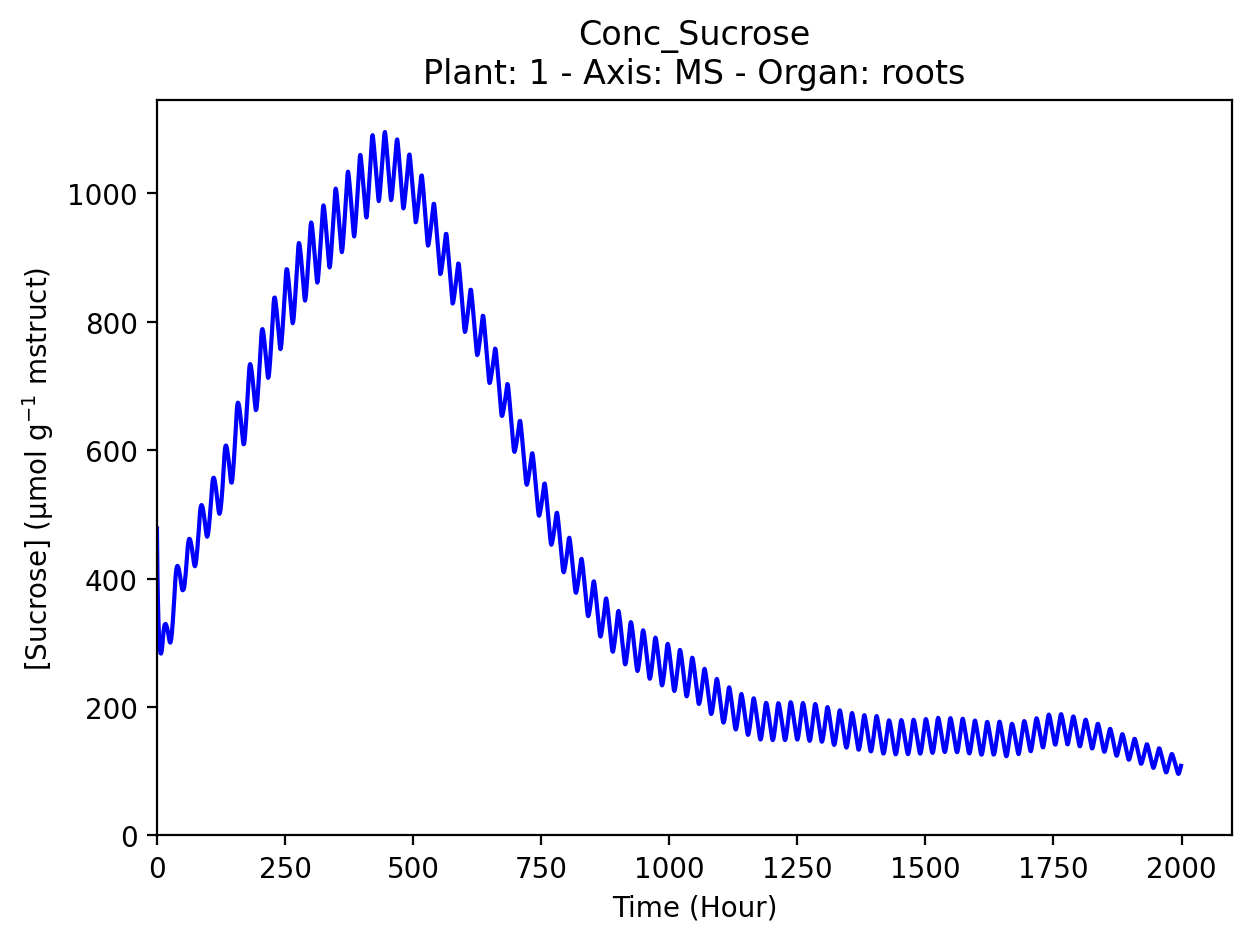 Conc_Sucrose
Plant: 1 - Axis: MS - Organ: roots
[Sucrose] (µmol g⁻¹ mstruct)
1000
800
600
400
200
0
0 250 500 750 1000 1250 1500 1750 2000
Time (Hour)